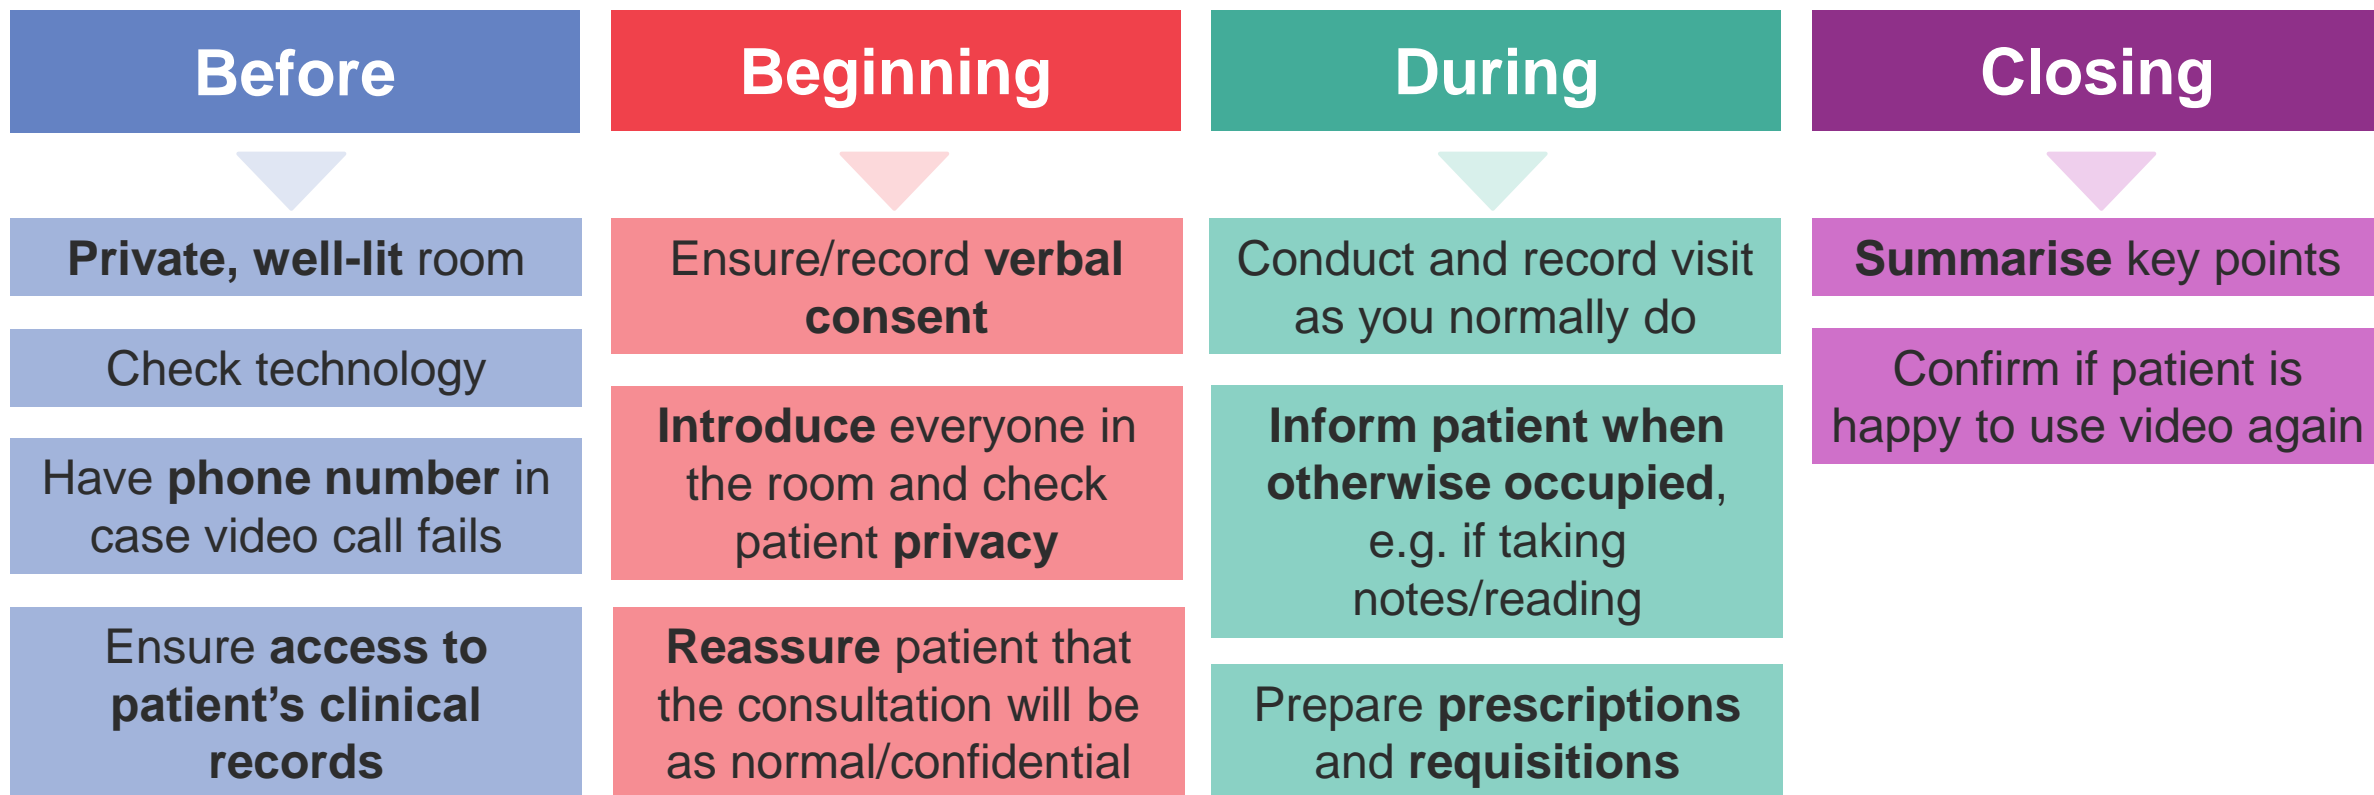 Before
Private, well-lit room
Check technology
Have phone number in
case video call fails
Ensure access to
patient’s clinical
records
Beginning
Ensure/record verbal
consent
Introduce everyone in
the room and check
patient privacy
Reassure patient that
the consultation will be
as normal/confidential
During
Conduct and record visit
as you normally do
Inform patient when
otherwise occupied,
e.g. if taking
notes/reading
Prepare prescriptions
and requisitions
Closing
Summarise key points
Confirm if patient is
happy to use video again